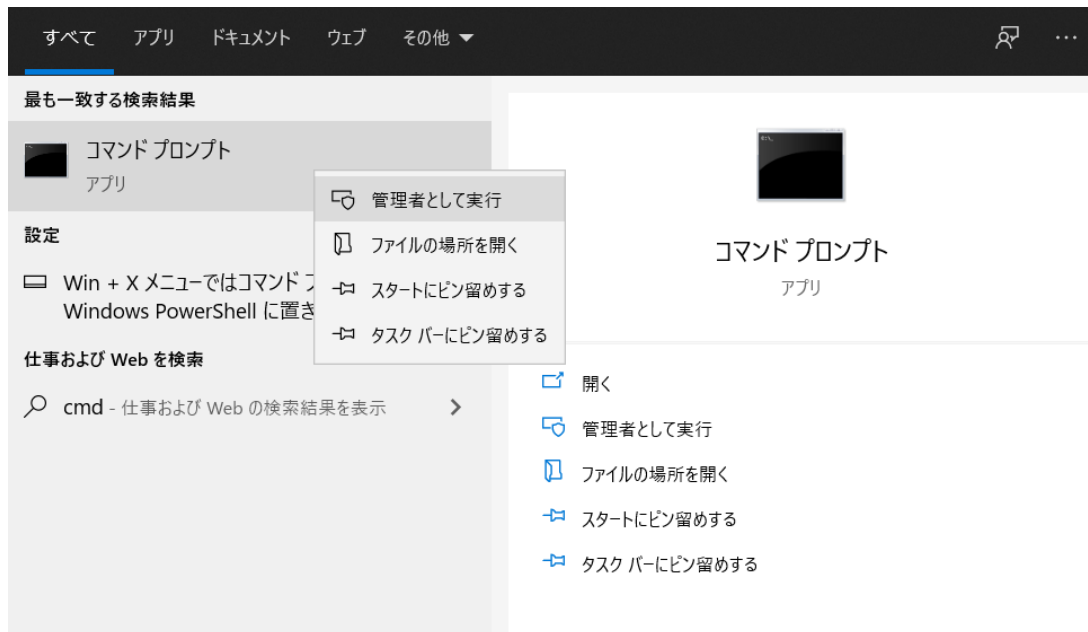 すべて アプリ ドキュメント ウェブ その他
最も一致する検索結果
コマンド プロンプト
アプリ
設定
Win + X メニューではコマンド
Windows PowerShell に置き
仕事および Web を検索
cmd - 仕事および Web の検索結果を表示
管理者として実行
ファイルの場所を開く
スタートにピン留めする
タスク バーにピン留めする
コマンド プロンプト
アプリ
開く
管理者として実行
ファイルの場所を開く
スタートにピン留めする
タスク バーにピン留めする